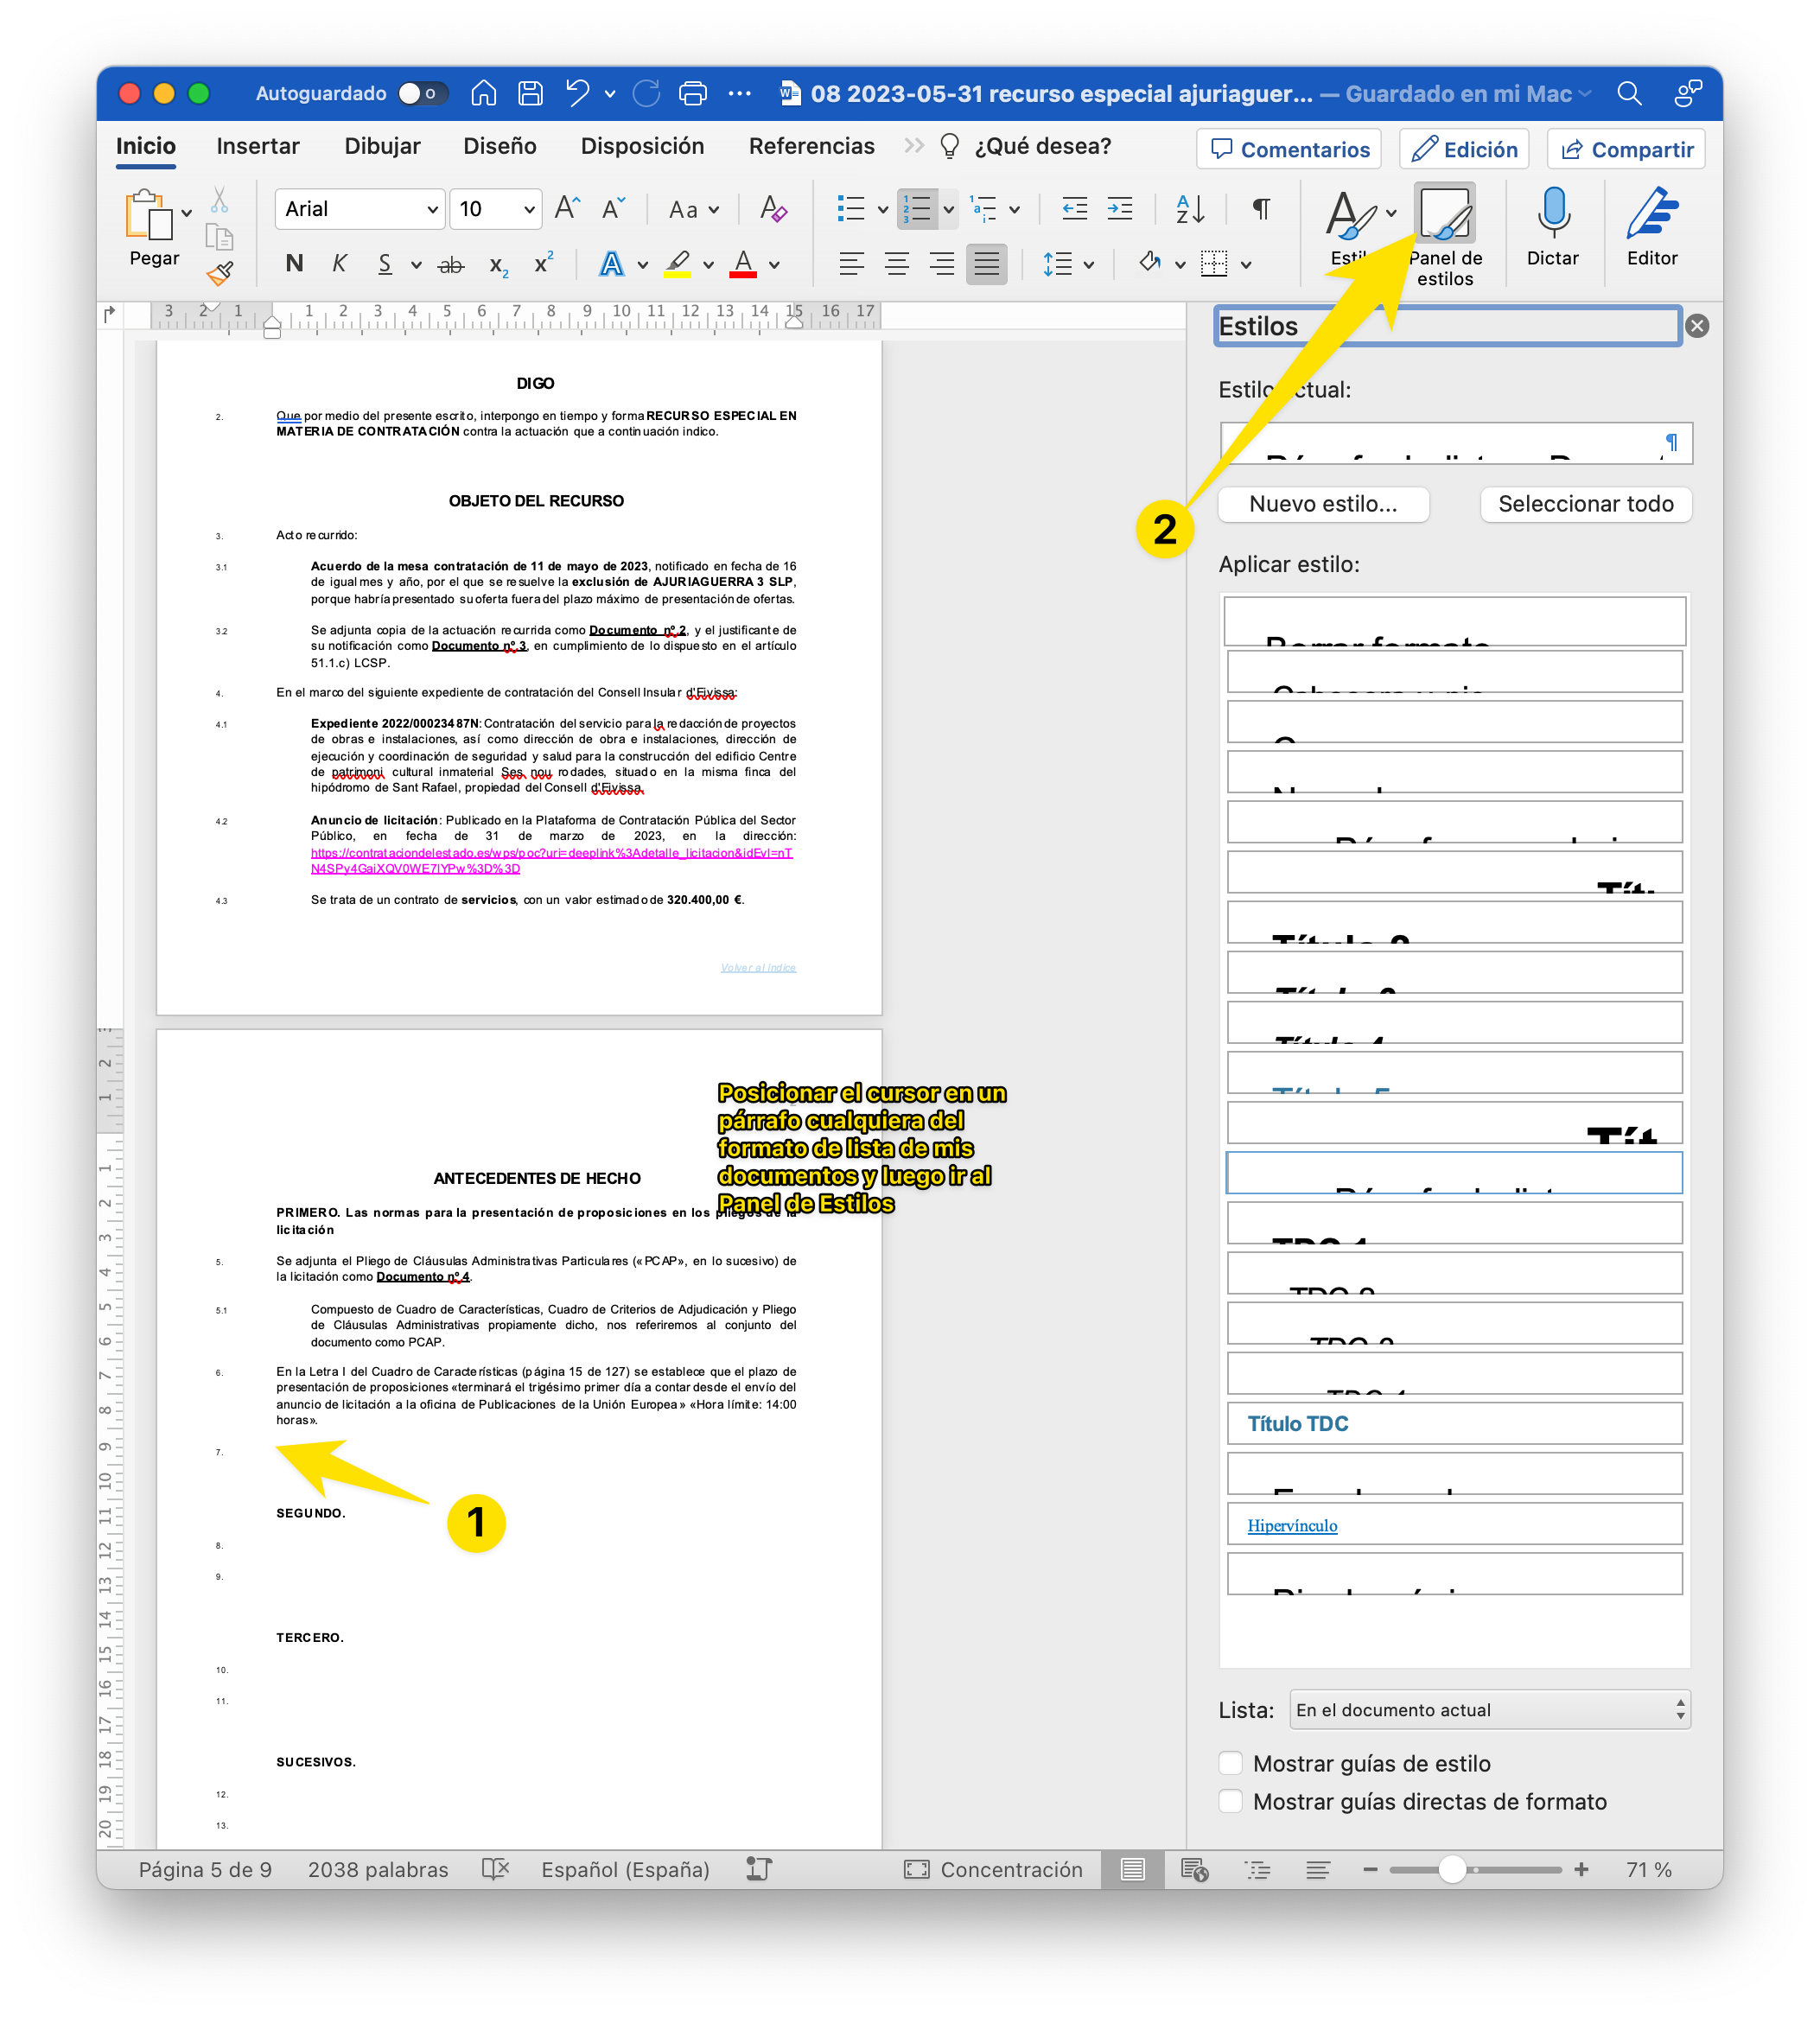 Autoguardado
08 2023-05-31 recurso especial ajuriaguer... — Guardado en mi Mac
Inicio Insertar Dibujar Diseño Disposición Referencias ¿Qué desea? Comentarios Edición Compartir
Pegar
Arial 10
Aa
N K S ab x₂ x²
Panel de estilos
Dictar
Editor
3 2 1 1 2 3 4 5 6 7 8 9 10 11 12 13 14 15 16 17
DIGO
2. Que por medio del presente escrito, interpongo en tiempo y forma RECURSO ESPECIAL EN
MATERIA DE CONTRATACIÓN contra la actuación que a continuación indico.
OBJETO DEL RECURSO
3. Acto recurrido:
3.1 Acuerdo de la mesa contratación de 11 de mayo de 2023, notificado en fecha de 16
de igual mes y año, por el que se resuelve la exclusión de AJURIAGUERRA 3 SLP,
porque habría presentado su oferta fuera del plazo máximo de presentación de ofertas.
3.2 Se adjunta copia de la actuación recurrida como Documento nº.2, y el justificante de
su notificación como Documento nº.3, en cumplimiento de lo dispuesto en el artículo
51.1.c) LCSP.
4. En el marco del siguiente expediente de contratación del Consell Insular d'Eivissa:
4.1 Expediente 2022/00023487N: Contratación del servicio para la redacción de proyectos
de obras e instalaciones, así como dirección de obra e instalaciones, dirección de
ejecución y coordinación de seguridad y salud para la construcción del edificio Centre
de patrimoni cultural inmaterial Ses nou rodades, situado en la misma finca del
hipódromo de Sant Rafael, propiedad del Consell d'Eivissa.
4.2 Anuncio de licitación: Publicado en la Plataforma de Contratación Pública del Sector
Público, en fecha de 31 de marzo de 2023, en la dirección:
https://contrataciondelestado.es/wps/poc?uri=deeplink%3Adetalle_licitacion&idEvl=nT
N4SPy4GaiXQV0WE7lYPw%3D%3D
4.3 Se trata de un contrato de servicios, con un valor estimado de 320.400,00 €.
Volver al índice
Posicionar el cursor en un
párrafo cualquiera del
formato de lista de mis
documentos y luego ir al
Panel de Estilos
ANTECEDENTES DE HECHO
PRIMERO. Las normas para la presentación de proposiciones en los pliegos de la
licitación
5. Se adjunta el Pliego de Cláusulas Administrativas Particulares («PCAP», en lo sucesivo) de
la licitación como Documento nº.4.
5.1 Compuesto de Cuadro de Características, Cuadro de Criterios de Adjudicación y Pliego
de Cláusulas Administrativas propiamente dicho, nos referiremos al conjunto del
documento como PCAP.
6. En la Letra I del Cuadro de Características (página 15 de 127) se establece que el plazo de
presentación de proposiciones «terminará el trigésimo primer día a contar desde el envío del
anuncio de licitación a la oficina de Publicaciones de la Unión Europea» «Hora límite: 14:00
horas».
7.
1
SEGUNDO.
8.
9.
TERCERO.
10.
11.
SUCESIVOS.
12.
13.
2
Estilos
Nuevo estilo... Seleccionar todo
Aplicar estilo:
Título TDC
Hipervínculo
Lista: En el documento actual
Mostrar guías de estilo
Mostrar guías directas de formato
Página 5 de 9 2038 palabras Español (España) Concentración 71 %